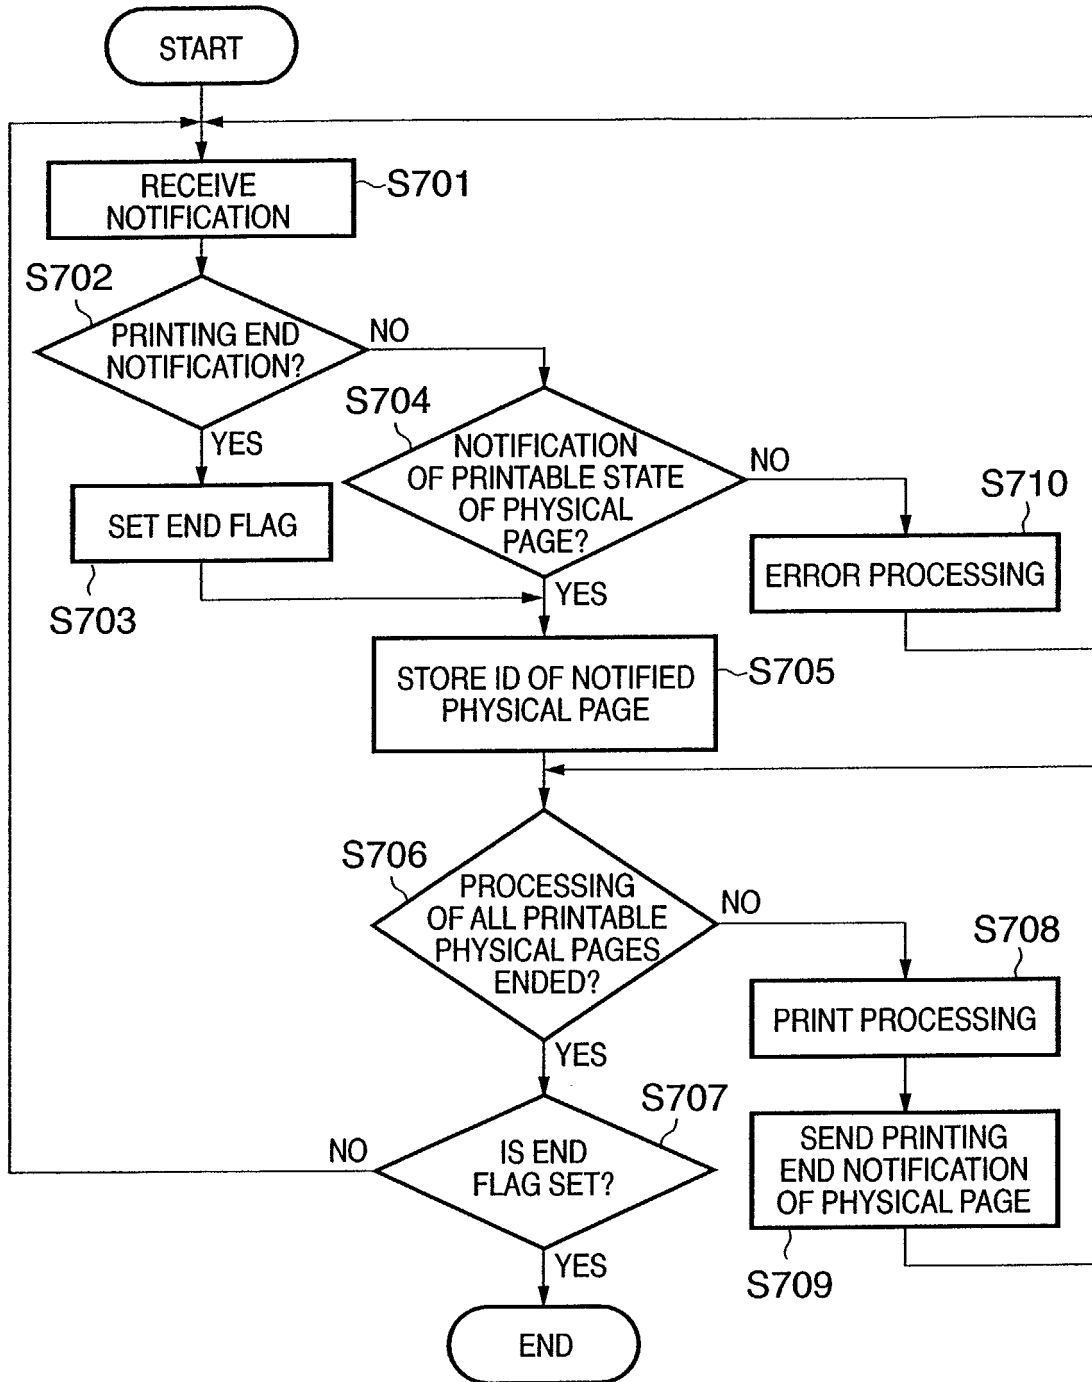 START
RECEIVE
NOTIFICATION
S701
S702
PRINTING END
NOTIFICATION?
NO
YES
S704
NOTIFICATION
OF PRINTABLE STATE
OF PHYSICAL
PAGE?
NO
YES
SET END FLAG
S703
S710
ERROR PROCESSING
STORE ID OF NOTIFIED
PHYSICAL PAGE
S705
S706
PROCESSING
OF ALL PRINTABLE
PHYSICAL PAGES
ENDED?
NO
YES
S708
PRINT PROCESSING
S707
IS END
FLAG SET?
NO
YES
SEND PRINTING
END NOTIFICATION
OF PHYSICAL PAGE
S709
END